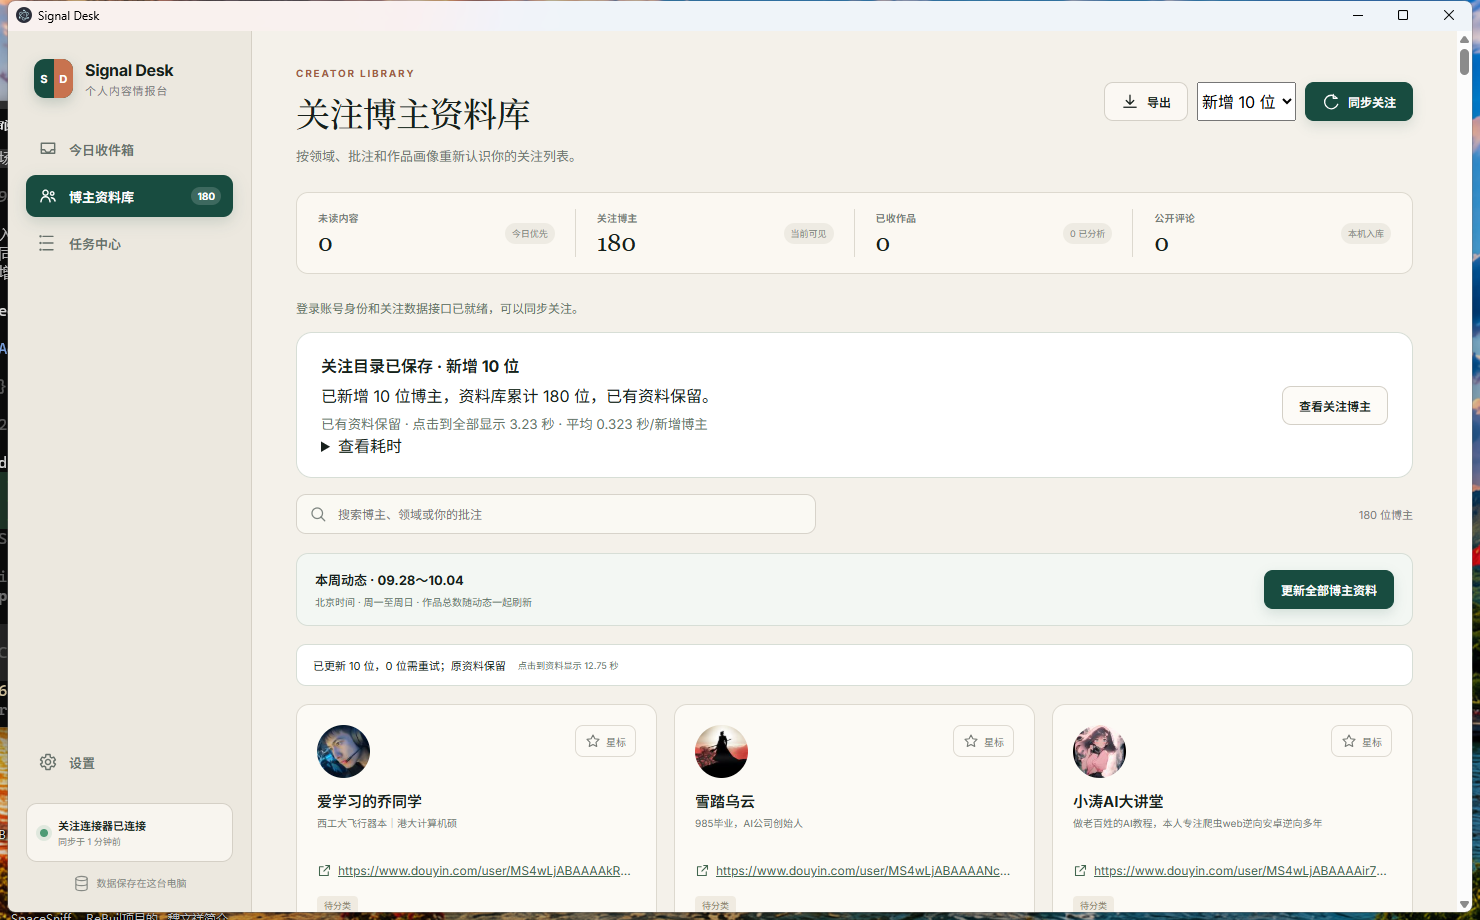 Signal Desk
S D
Signal Desk
个人内容情报台
今日收件箱
博主资料库 180
任务中心
设置
关注连接器已连接
同步于 1 分钟前
数据保存在这台电脑
CREATOR LIBRARY
关注博主资料库
按领域、批注和作品画像重新认识你的关注列表。
导出
新增 10 位
同步关注
未读内容
0
今日优先
关注博主
180
当前可见
已收作品
0
0 已分析
公开评论
0
本机入库
登录账号身份和关注数据接口已就绪，可以同步关注。
关注目录已保存 · 新增 10 位
已新增 10 位博主，资料库累计 180 位，已有资料保留。
已有资料保留 · 点击到全部显示 3.23 秒 · 平均 0.323 秒/新增博主
查看耗时
查看关注博主
搜索博主、领域或你的批注
180 位博主
本周动态 · 09.28～10.04
北京时间 · 周一至周日 · 作品总数随动态一起刷新
更新全部博主资料
已更新 10 位，0 位需重试；原资料保留 点击到资料显示 12.75 秒
星标
爱学习的乔同学
西工大飞行器本｜港大计算机硕
https://www.douyin.com/user/MS4wLjABAAAAkR...
待分类
星标
雪踏乌云
985毕业，AI公司创始人
https://www.douyin.com/user/MS4wLjABAAAANc...
待分类
星标
小涛AI大讲堂
做老百姓的AI教程，本人专注爬虫web逆向安卓逆向多年
https://www.douyin.com/user/MS4wLjABAAAAir7...
待分类